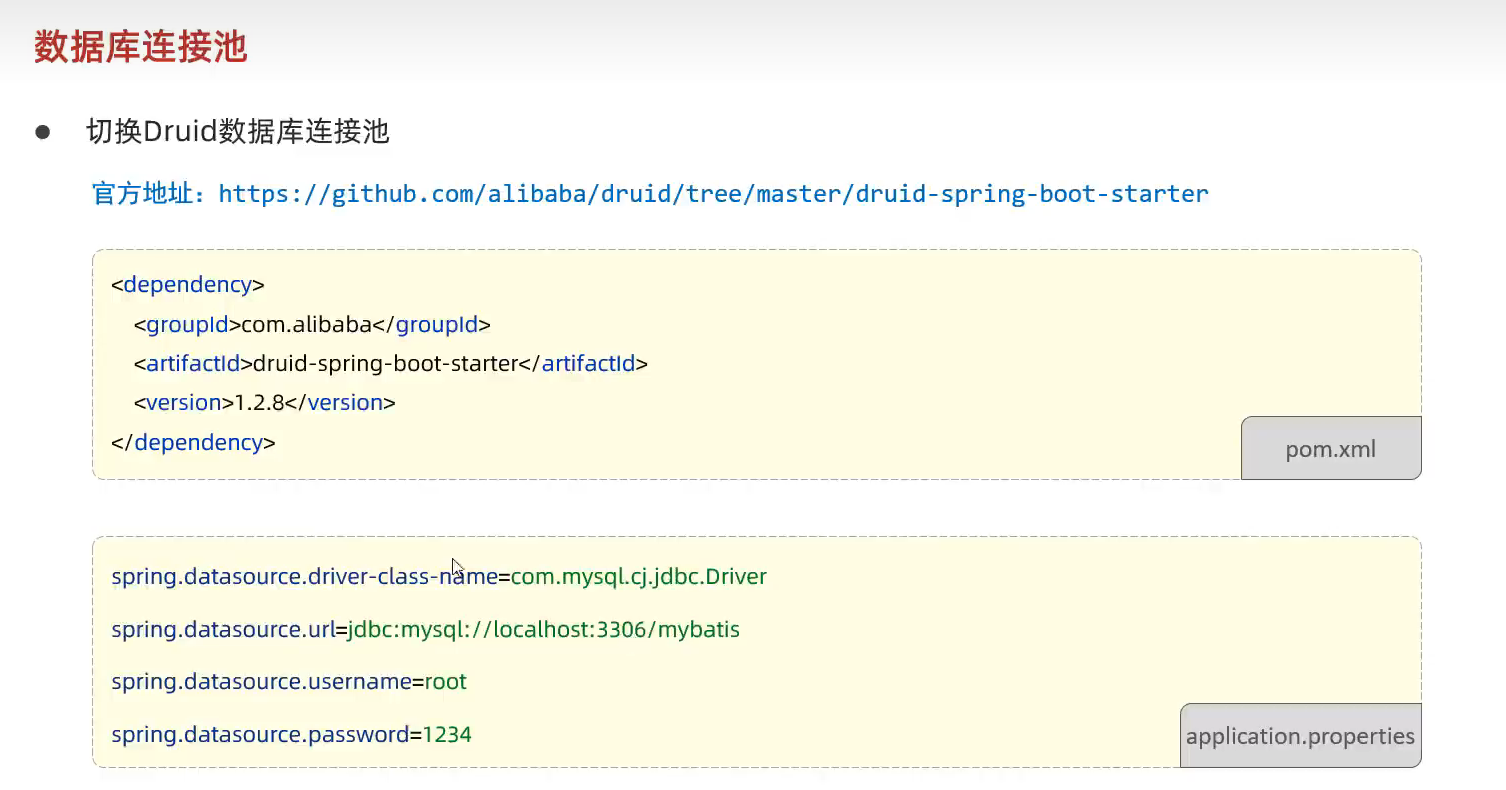 数据库连接池
切换Druid数据库连接池
官方地址：https://github.com/alibaba/druid/tree/master/druid-spring-boot-starter
<dependency>
<groupId>com.alibaba</groupId>
<artifactId>druid-spring-boot-starter</artifactId>
<version>1.2.8</version>
</dependency>
pom.xml
spring.datasource.driver-class-name=com.mysql.cj.jdbc.Driver
spring.datasource.url=jdbc:mysql://localhost:3306/mybatis
spring.datasource.username=root
spring.datasource.password=1234
application.properties